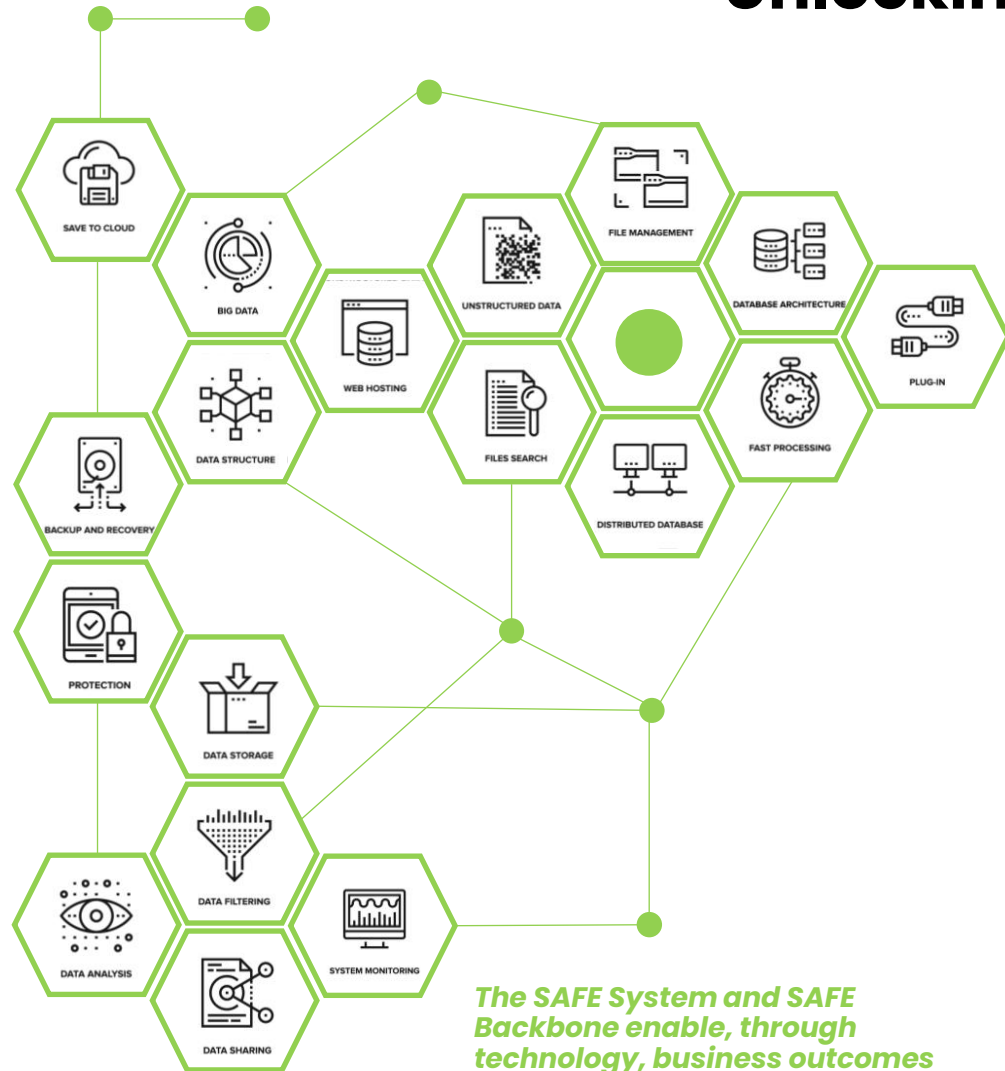 SAVE TO CLOUD
FILE MANAGEMENT
BIG DATA
UNSTRUCTURED DATA
DATABASE ARCHITECTURE
WEB HOSTING
PLUG-IN
DATA STRUCTURE
FILES SEARCH
FAST PROCESSING
BACKUP AND RECOVERY
DISTRIBUTED DATABASE
PROTECTION
DATA STORAGE
DATA FILTERING
DATA ANALYSIS
SYSTEM MONITORING
DATA SHARING
The SAFE System and SAFE
Backbone enable, through
technology, business outcomes